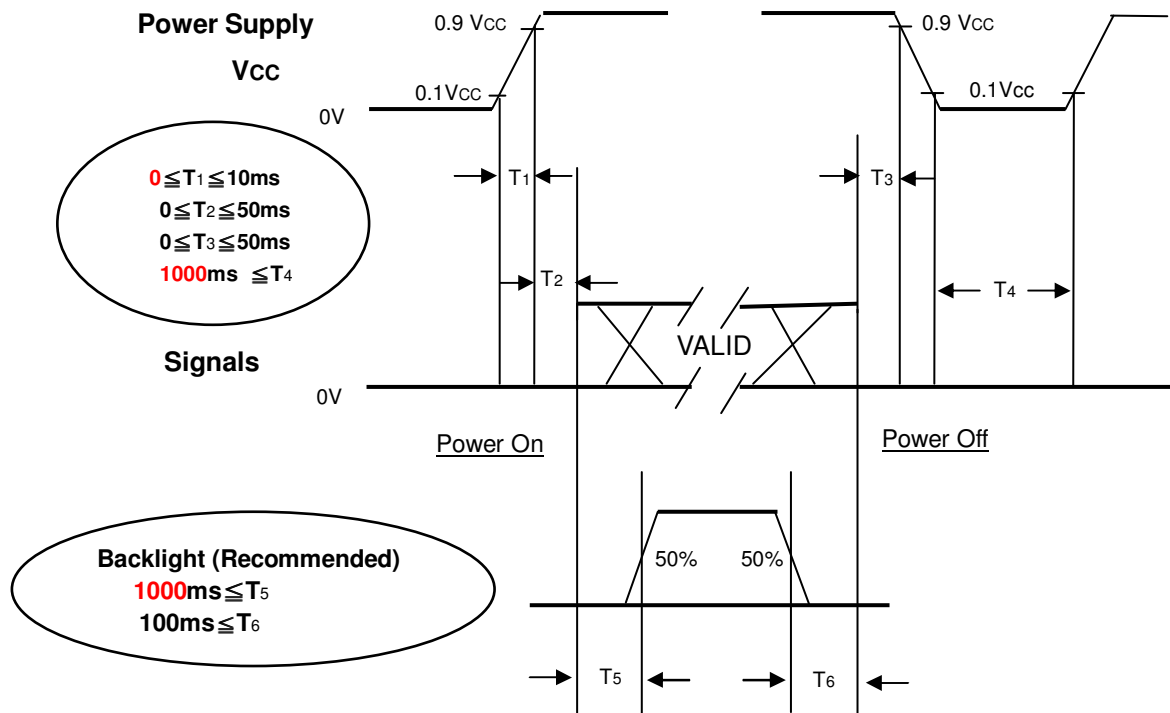 Power Supply
VCC
0.9 VCC
0.1VCC
0V
0.9 VCC
0.1Vcc
0≦T1≦10ms
0≦T2≦50ms
0≦T3≦50ms
1000ms ≦T4
T1
T2
T3
T4
Signals
VALID
0V
Power On
Power Off
Backlight (Recommended)
1000ms≦T5
100ms≦T6
50%
50%
T5
T6